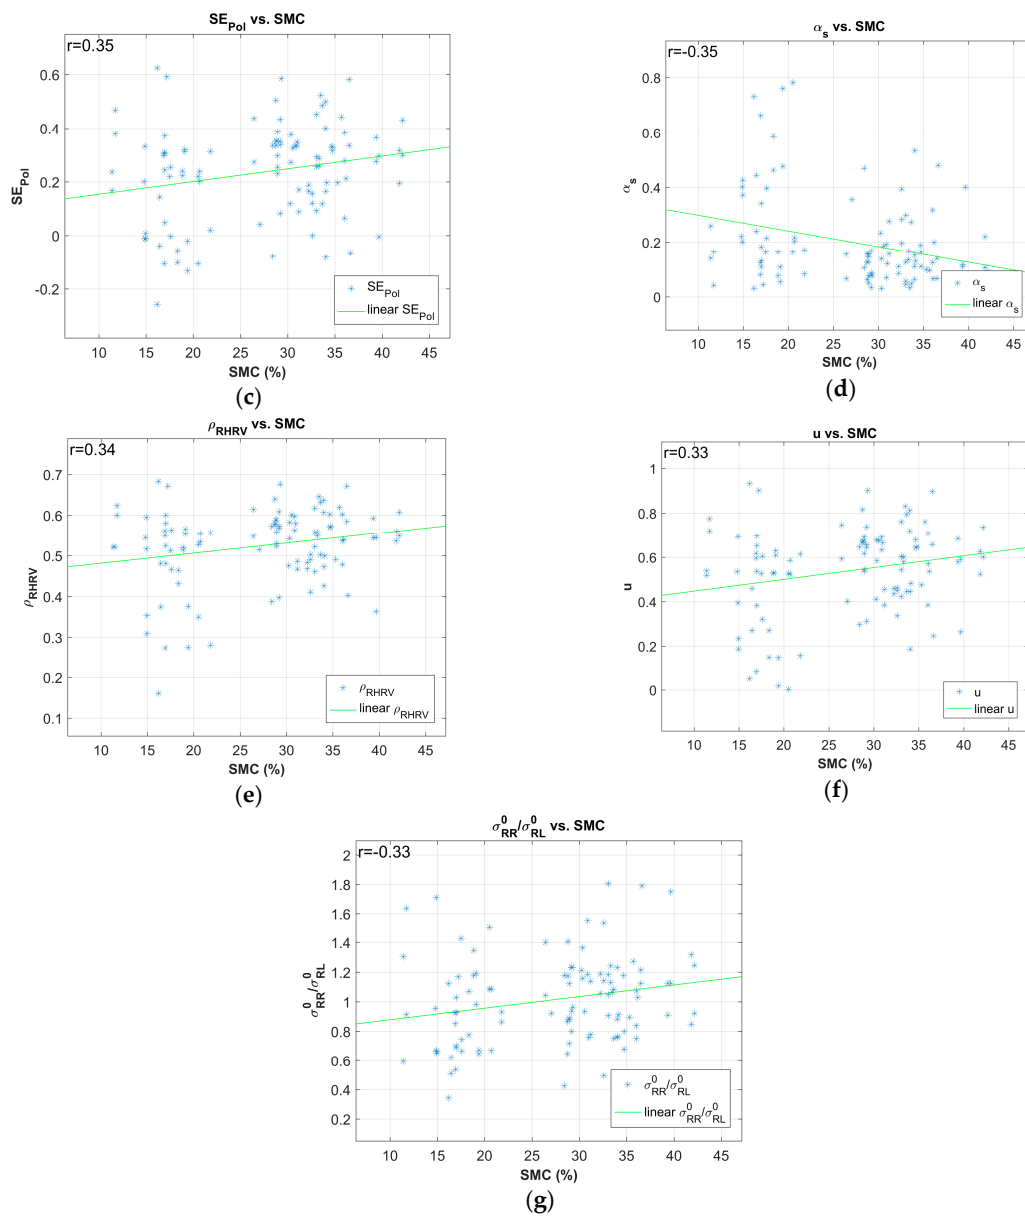 SE_Pol vs. SMC
r=0.35
0.6
0.4
0.2
0
-0.2
SE_Pol
SE_Pol
linear SE_Pol
10 15 20 25 30 35 40 45
SMC (%)
(c)
α_s vs. SMC
r=-0.35
0.8
0.6
0.4
0.2
0
α_s
α_s
linear α_s
10 15 20 25 30 35 40 45
SMC (%)
(d)
ρ_RHRV vs. SMC
r=0.34
0.7
0.6
0.5
0.4
0.3
0.2
0.1
ρ_RHRV
ρ_RHRV
linear ρ_RHRV
10 15 20 25 30 35 40 45
SMC (%)
(e)
u vs. SMC
r=0.33
1
0.8
0.6
0.4
0.2
0
u
u
linear u
10 15 20 25 30 35 40 45
SMC (%)
(f)
σ⁰_RR/σ⁰_RL vs. SMC
r=-0.33
2
1.8
1.6
1.4
1.2
1
0.8
0.6
0.4
0.2
σ⁰_RR/σ⁰_RL
σ⁰_RR/σ⁰_RL
linear σ⁰_RR/σ⁰_RL
10 15 20 25 30 35 40 45
SMC (%)
(g)